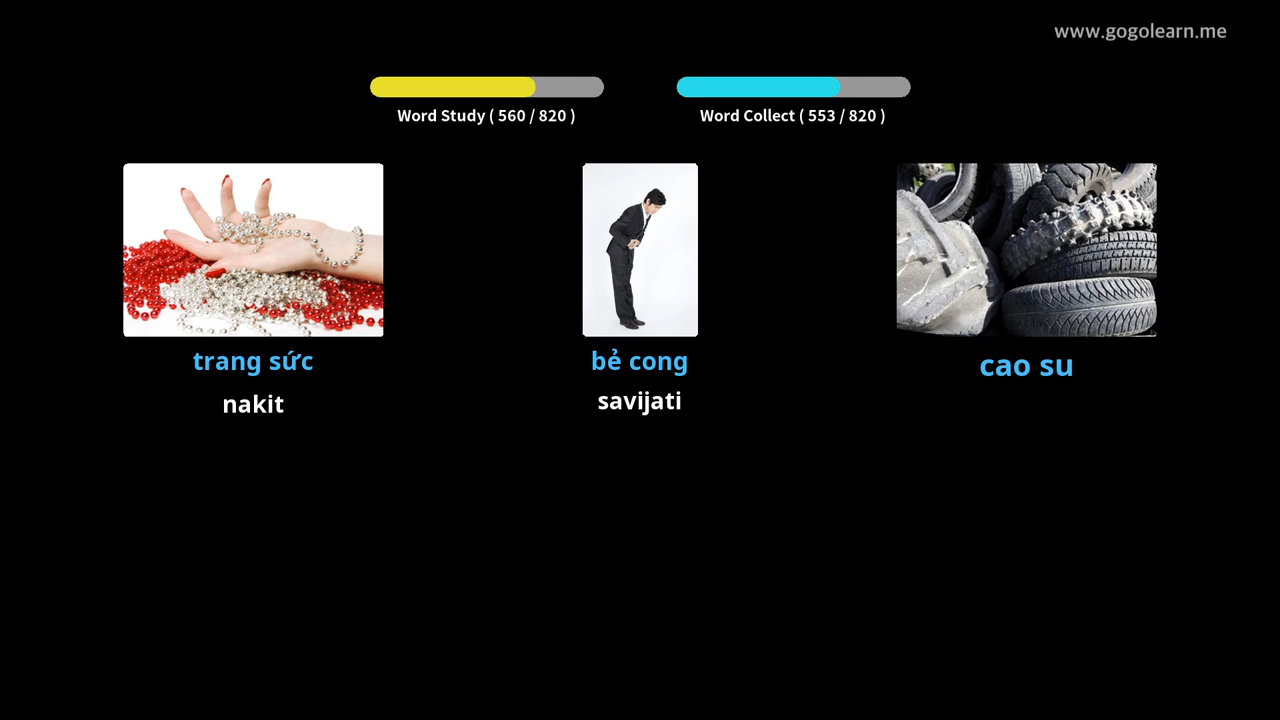 www.gogolearn.me
Word Study ( 560 / 820 )
Word Collect ( 553 / 820 )
trang sức
nakit
bẻ cong
savijati
cao su